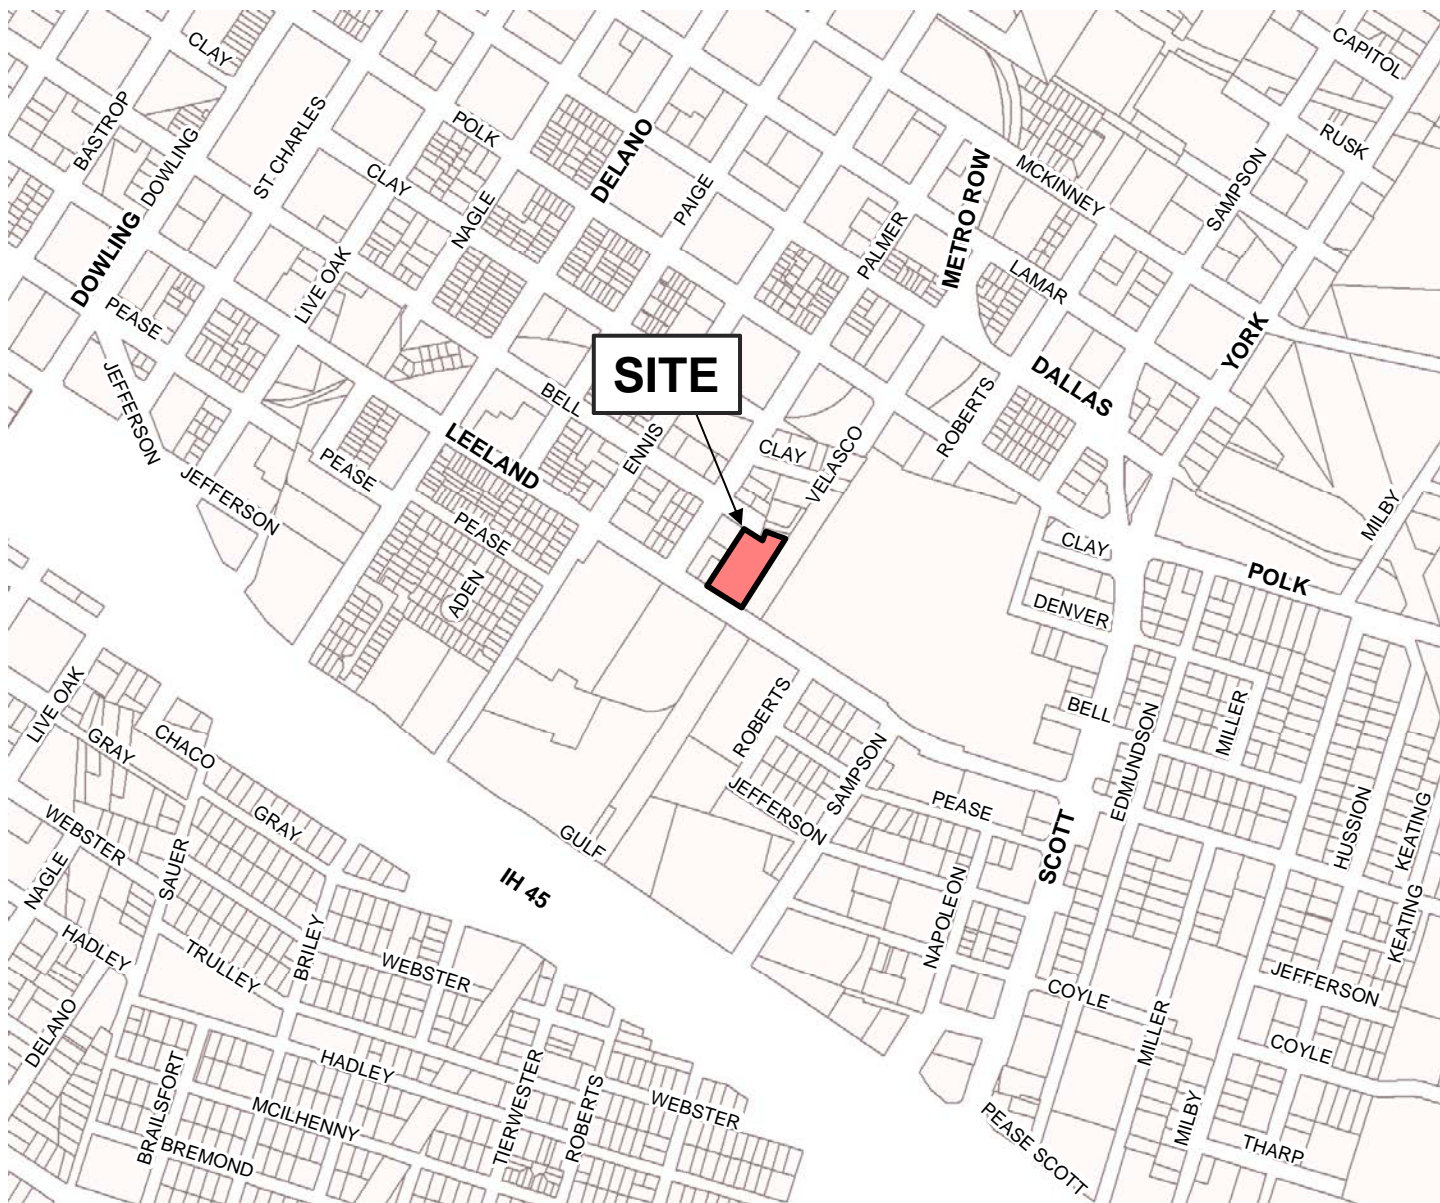 CLAY
CAPITOL
BASTROP
ST. CHARLES
POLK
DELANO
RUSK
DOWLING
CLAY
NAGLE
PAIGE
METRO ROW
MCKINNEY
SAMPSON
DOWLING
PALMER
PEASE
LIVE OAK
LAMAR
YORK
JEFFERSON
SITE
DALLAS
BELL
ROBERTS
LEELAND
ENNIS
CLAY
VELASCO
PEASE
JEFFERSON
MILBY
PEASE
CLAY
ADEN
POLK
DENVER
LIVE OAK
GRAY
CHACO
ROBERTS
BELL
MILLER
SAMPSON
EDMUNDSON
JEFFERSON
PEASE
WEBSTER
GRAY
GULF
SCOTT
HUSSION
KEATING
NAGLE
SAUER
IH 45
NAPOLEON
KEATING
HADLEY
TRULLEY
BRILEY
WEBSTER
JEFFERSON
COYLE
DELANO
MILLER
COYLE
HADLEY
BRAILSFORT
MCILHENNY
TIERWESTER
ROBERTS
WEBSTER
MILBY
BREMOND
PEASE SCOTT
THARP